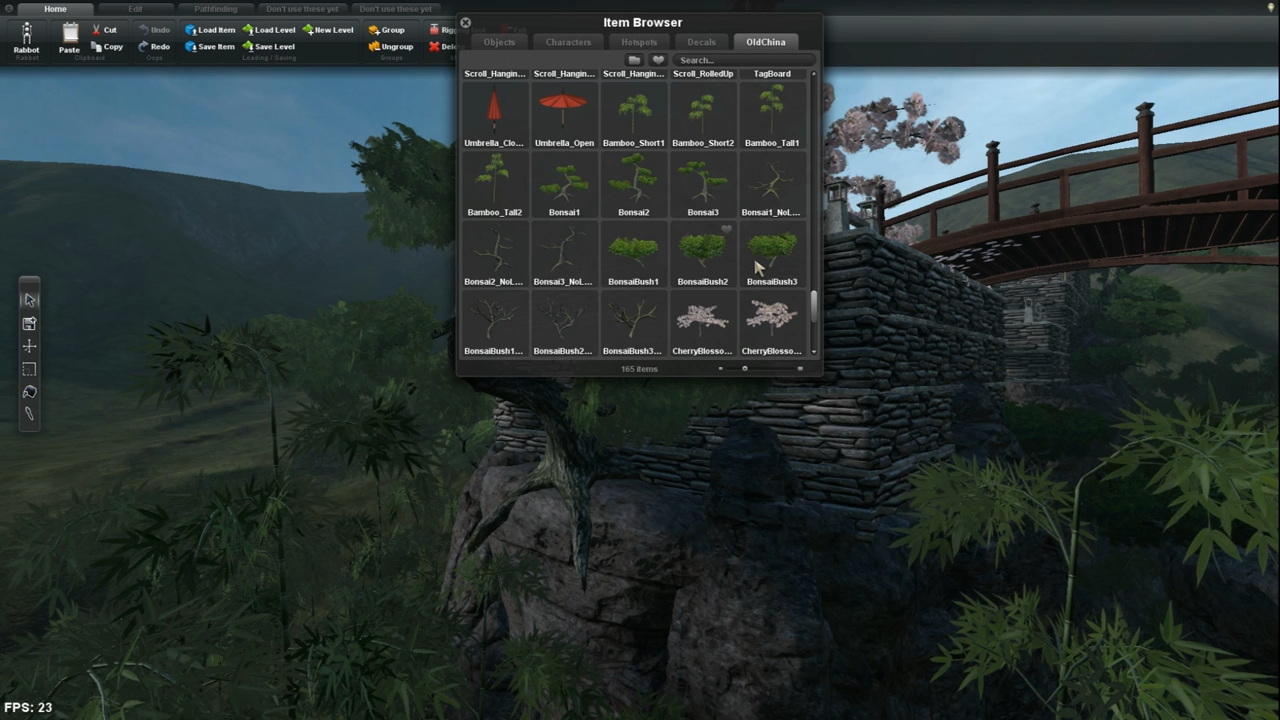 Home Edit Pathfinding Don't use these yet Don't use these yet
Rabbot Paste Cut Undo Load Item Load Level New Level Group
Copy Redo Save Item Save Level Ungroup
Rabbot Clipboard Oops Loading / Saving Groups
Item Browser
Objects Characters Hotspots Decals OldChina
Search...
Scroll_Hangin... Scroll_Hangin... Scroll_Hangin... Scroll_RolledUp TagBoard
Umbrella_Clo... Umbrella_Open Bamboo_Short1 Bamboo_Short2 Bamboo_Tall1
Bamboo_Tall2 Bonsai1 Bonsai2 Bonsai3 Bonsai1_NoL...
Bonsai2_NoL... Bonsai3_NoL... BonsaiBush1 BonsaiBush2 BonsaiBush3
BonsaiBush1... BonsaiBush2... BonsaiBush3... CherryBlosso... CherryBlosso...
165 items
FPS: 23